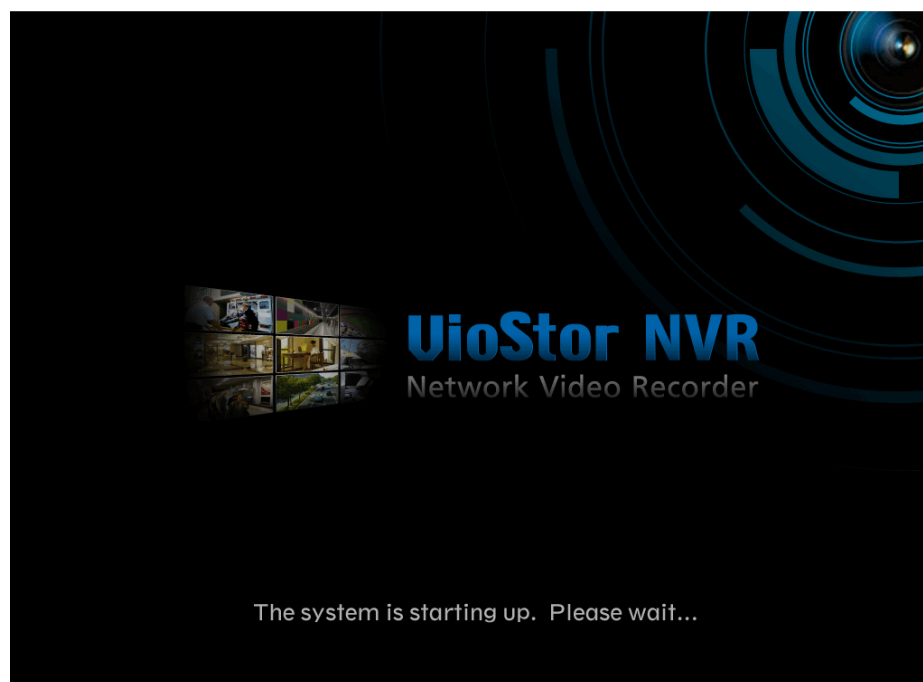 VioStor NVR
Network Video Recorder
The system is starting up. Please wait...